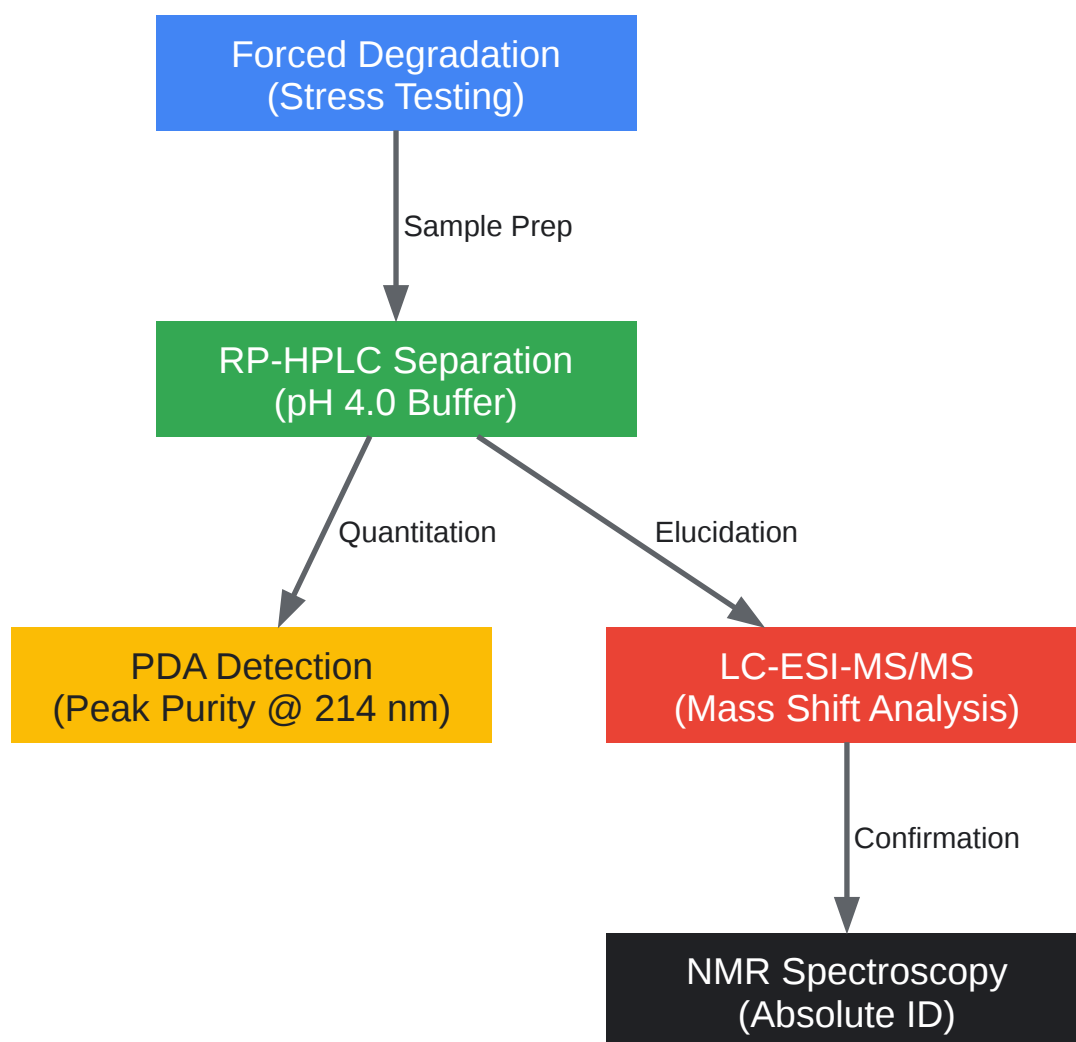 Forced Degradation
(Stress Testing)
Sample Prep
RP-HPLC Separation
(pH 4.0 Buffer)
Quantitation
Elucidation
PDA Detection
(Peak Purity @ 214 nm)
LC-ESI-MS/MS
(Mass Shift Analysis)
Confirmation
NMR Spectroscopy
(Absolute ID)